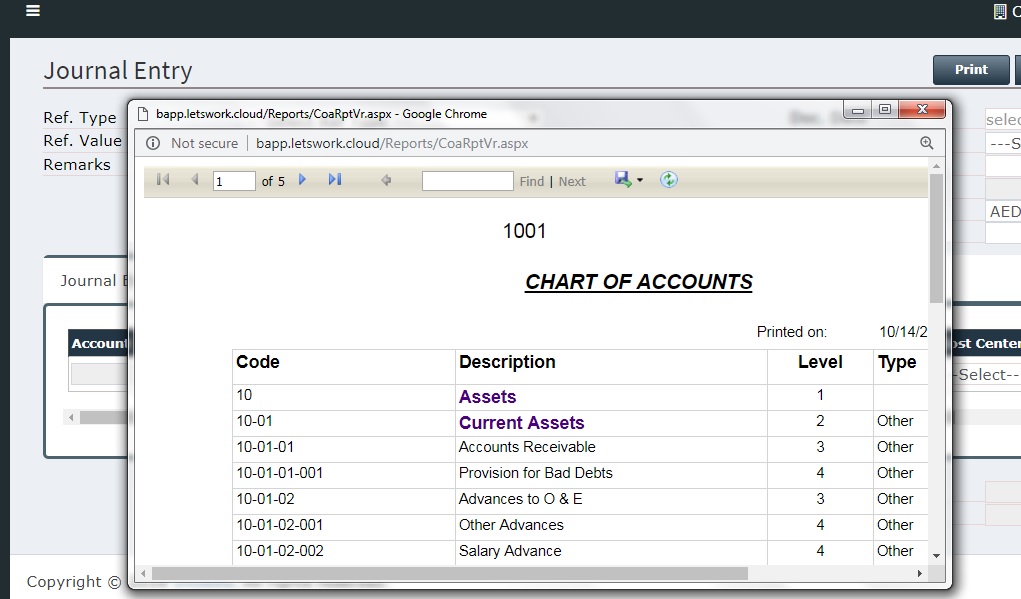 C
Journal Entry
Print
bapp.letswork.cloud/Reports/CoaRptVr.aspx - Google Chrome
Ref. Type
selec
Not secure bapp.letswork.cloud/Reports/CoaRptVr.aspx
Ref. Value
---S
Remarks
1 of 5 Find | Next
AED
1001
Journal E
CHART OF ACCOUNTS
Printed on: 10/14/2
Account
ost Center
Code Description Level Type
-Select--
10 Assets 1
10-01 Current Assets 2 Other
10-01-01 Accounts Receivable 3 Other
10-01-01-001 Provision for Bad Debts 4 Other
10-01-02 Advances to O & E 3 Other
10-01-02-001 Other Advances 4 Other
10-01-02-002 Salary Advance 4 Other
Copyright ©